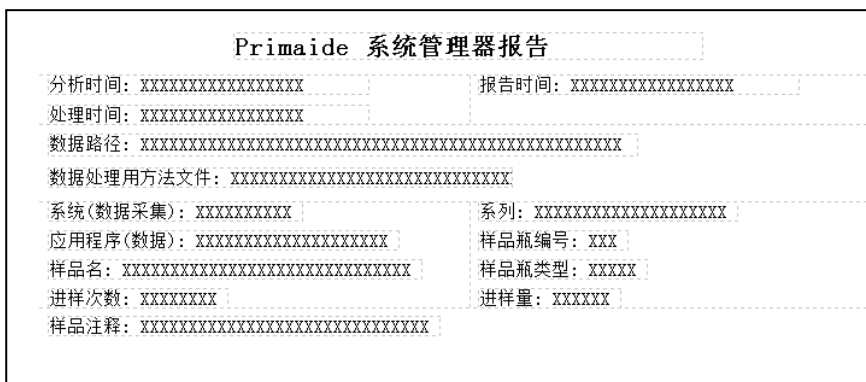 Primaide 系统管理器报告
分析时间: XXXXXXXXXXXXXXXXX 报告时间: XXXXXXXXXXXXXXXXX
处理时间: XXXXXXXXXXXXXXXXX
数据路径: XXXXXXXXXXXXXXXXXXXXXXXXXXXXXXXXXXXXXXXXXXXXXXXXXX
数据处理用方法文件: XXXXXXXXXXXXXXXXXXXXXXXXXXXXX
系统(数据采集): XXXXXXXXXX 系列: XXXXXXXXXXXXXXXXXXXX
应用程序(数据): XXXXXXXXXXXXXXXXXXXX 样品瓶编号: XXX
样品名: XXXXXXXXXXXXXXXXXXXXXXXXXXXXXX 样品瓶类型: XXXXX
进样次数: XXXXXXXX 进样量: XXXXXX
样品注释: XXXXXXXXXXXXXXXXXXXXXXXXXXXXXX